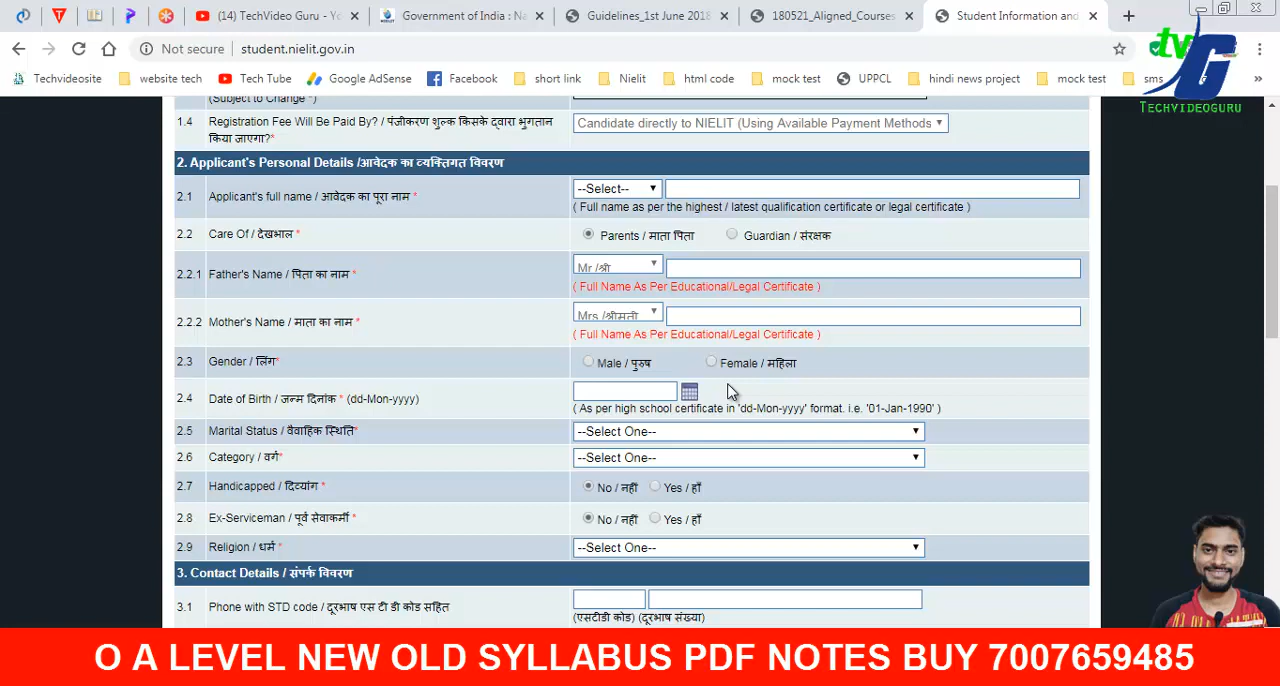 (14) TechVideo Guru - Yo
Government of India : Na
Guidelines_1st June 2018
180521_Aligned_Courses
Student Information and
Not secure student.nielit.gov.in
Techvideosite website tech Tech Tube Google AdSense Facebook short link Nielit html code mock test UPPCL hindi news project mock test sms
tv G
TECHVIDEOGURU
(Subject to Change *)
1.4 Registration Fee Will Be Paid By? / पंजीकरण शुल्क किसके द्वारा भुगतान किया जाएगा?* Candidate directly to NIELIT (Using Available Payment Methods
2. Applicant's Personal Details /आवेदक का व्यक्तिगत विवरण
2.1 Applicant's full name / आवेदक का पूरा नाम * --Select--
( Full name as per the highest / latest qualification certificate or legal certificate )
2.2 Care Of / देखभाल * Parents / माता पिता Guardian / संरक्षक
2.2.1 Father's Name / पिता का नाम * Mr /श्री
( Full Name As Per Educational/Legal Certificate )
2.2.2 Mother's Name / माता का नाम * Mrs /श्रीमती
( Full Name As Per Educational/Legal Certificate )
2.3 Gender / लिंग* Male / पुरुष Female / महिला
2.4 Date of Birth / जन्म दिनांक * (dd-Mon-yyyy)
( As per high school certificate in 'dd-Mon-yyyy' format. i.e. '01-Jan-1990' )
2.5 Marital Status / वैवाहिक स्थिति* --Select One--
2.6 Category / वर्ग* --Select One--
2.7 Handicapped / दिव्यांग * No / नहीं Yes / हाँ
2.8 Ex-Serviceman / पूर्व सेवाकर्मी * No / नहीं Yes / हाँ
2.9 Religion / धर्म * --Select One--
3. Contact Details / संपर्क विवरण
3.1 Phone with STD code / दूरभाष एस टी डी कोड सहित
(एसटीडी कोड) (दूरभाष संख्या)
O A LEVEL NEW OLD SYLLABUS PDF NOTES BUY 7007659485